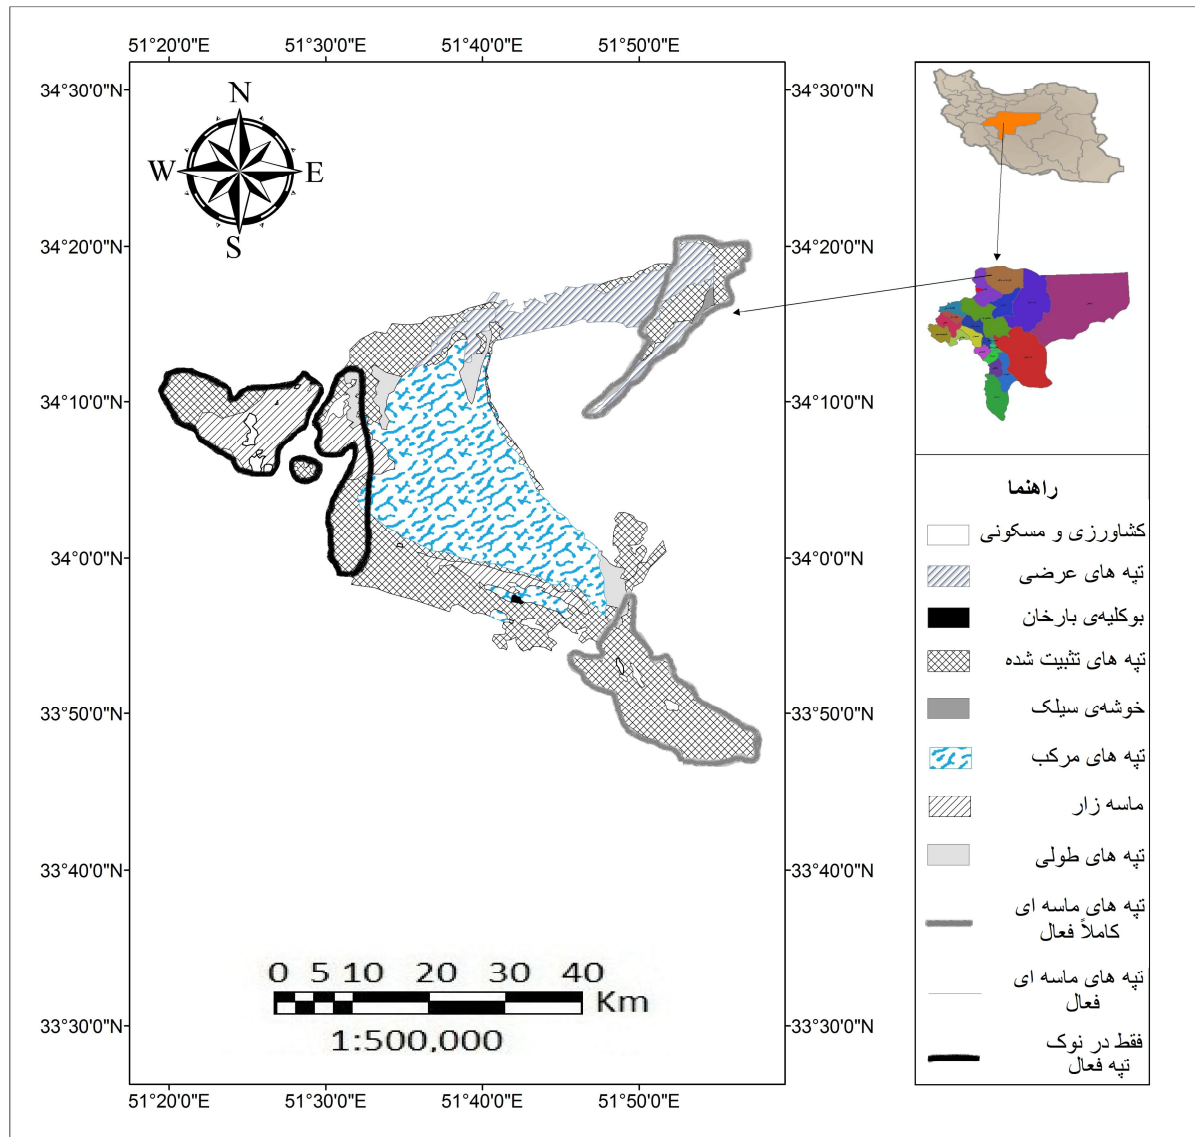 51°20'0"E 51°30'0"E 51°40'0"E 51°50'0"E
34°30'0"N 34°30'0"N
N
W E
S
34°20'0"N 34°20'0"N
34°10'0"N 34°10'0"N
34°0'0"N 34°0'0"N
33°50'0"N 33°50'0"N
33°40'0"N 33°40'0"N
33°30'0"N 33°30'0"N
0 5 10 20 30 40
Km
1:500,000
51°20'0"E 51°30'0"E 51°40'0"E 51°50'0"E
راهنما
کشاورزی و مسکونی
تپه های عرضی
بوکلیه‌ی بارخان
تپه های تثبیت شده
خوشه‌ی سیلک
تپه های مرکب
ماسه زار
تپه های طولی
تپه های ماسه ای
کاملاً فعال
تپه های ماسه ای
فعال
فقط در نوک
تپه فعال